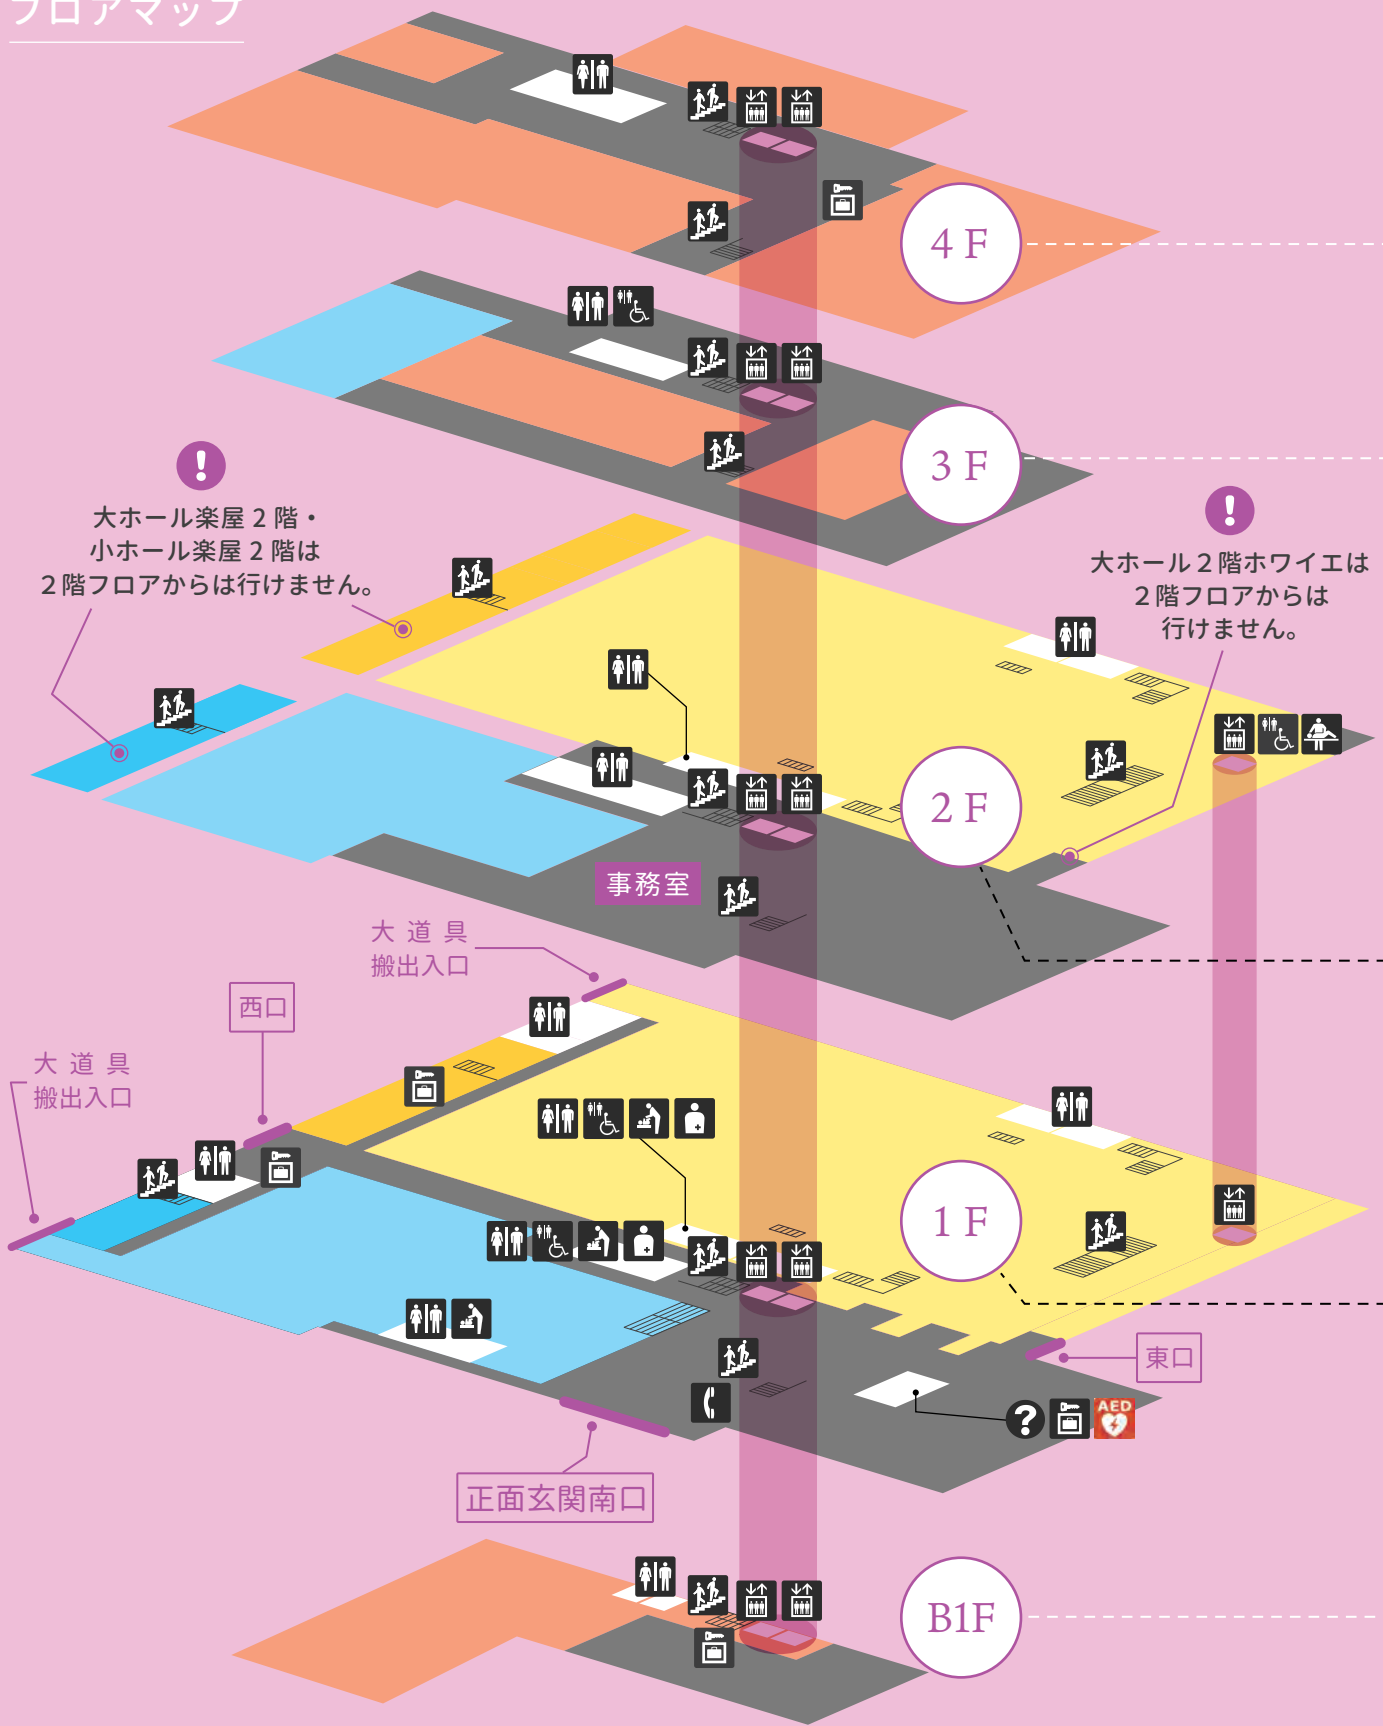 フロアマップ
4 F
3 F
大ホール楽屋 2 階・
小ホール楽屋 2 階は
２階フロアからは行けません。
大ホール２階ホワイエは
２階フロアからは
行けません。
2 F
事務室
大 道 具
搬出入口
西口
大 道 具
搬出入口
1 F
東口
AED
?
正面玄関南口
B1F